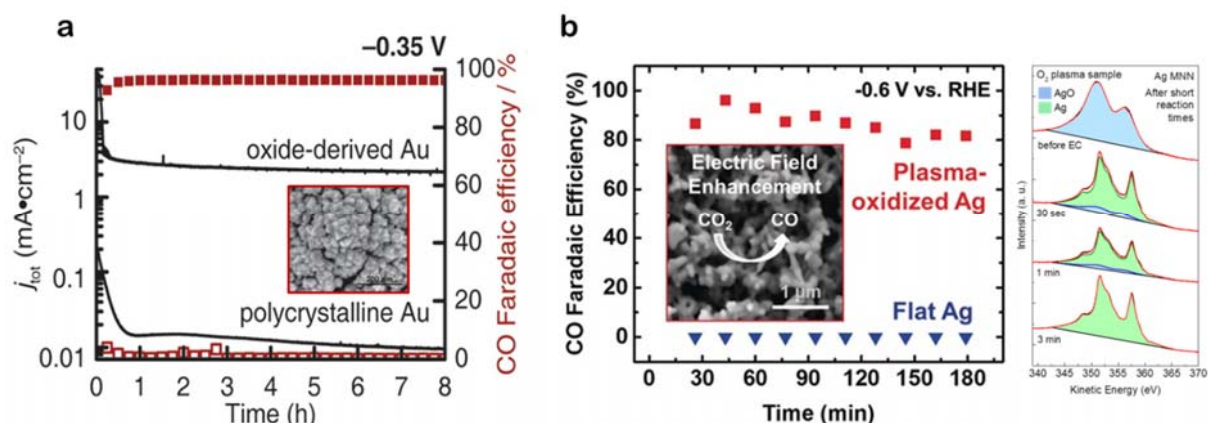 a
−0.35 V
jtot (mA•cm−2)
10
1
0.1
0.01
oxide-derived Au
polycrystalline Au
100
80
60
40
20
0
CO Faradaic efficiency / %
0 1 2 3 4 5 6 7 8
Time (h)
b
CO Faradaic Efficiency (%)
100
80
60
40
20
0
-0.6 V vs. RHE
Electric Field
Enhancement
CO2 CO
1 μm
Plasma-
oxidized Ag
Flat Ag
0 30 60 90 120 150 180
Time (min)
O2 plasma sample
AgO
Ag
Ag MNN
After short
reaction
times
before EC
30 sec
1 min
3 min
Intensity (a. u.)
340 345 350 355 360 365 370
Kinetic Energy (eV)